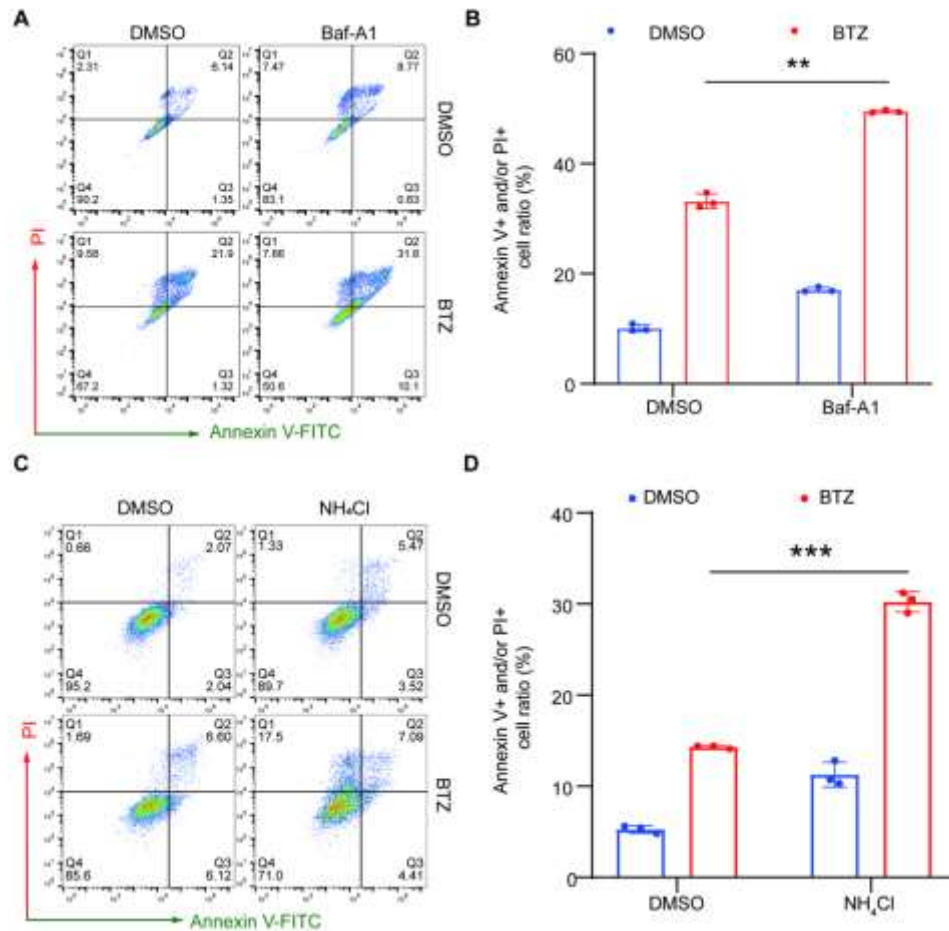 A
DMSO
Baf-A1
Q1
2.31
Q2
6.14
Q4
90.2
Q3
1.35
Q1
7.47
Q2
8.77
Q4
83.1
Q3
0.63
DMSO
Q1
9.58
Q2
21.9
Q4
67.2
Q3
1.32
Q1
7.66
Q2
31.6
Q4
50.6
Q3
10.1
BTZ
PI
Annexin V-FITC
B
DMSO
BTZ
Annexin V+ and/or PI+
cell ratio (%)
60
40
20
0
**
DMSO
Baf-A1
C
DMSO
NH₄Cl
Q1
0.66
Q2
2.07
Q4
95.2
Q3
2.04
Q1
1.33
Q2
5.47
Q4
89.7
Q3
3.52
DMSO
Q1
1.69
Q2
6.60
Q4
85.6
Q3
6.12
Q1
17.5
Q2
7.09
Q4
71.0
Q3
4.41
BTZ
PI
Annexin V-FITC
D
DMSO
BTZ
Annexin V+ and/or PI+
cell ratio (%)
40
30
20
10
0
***
DMSO
NH₄Cl